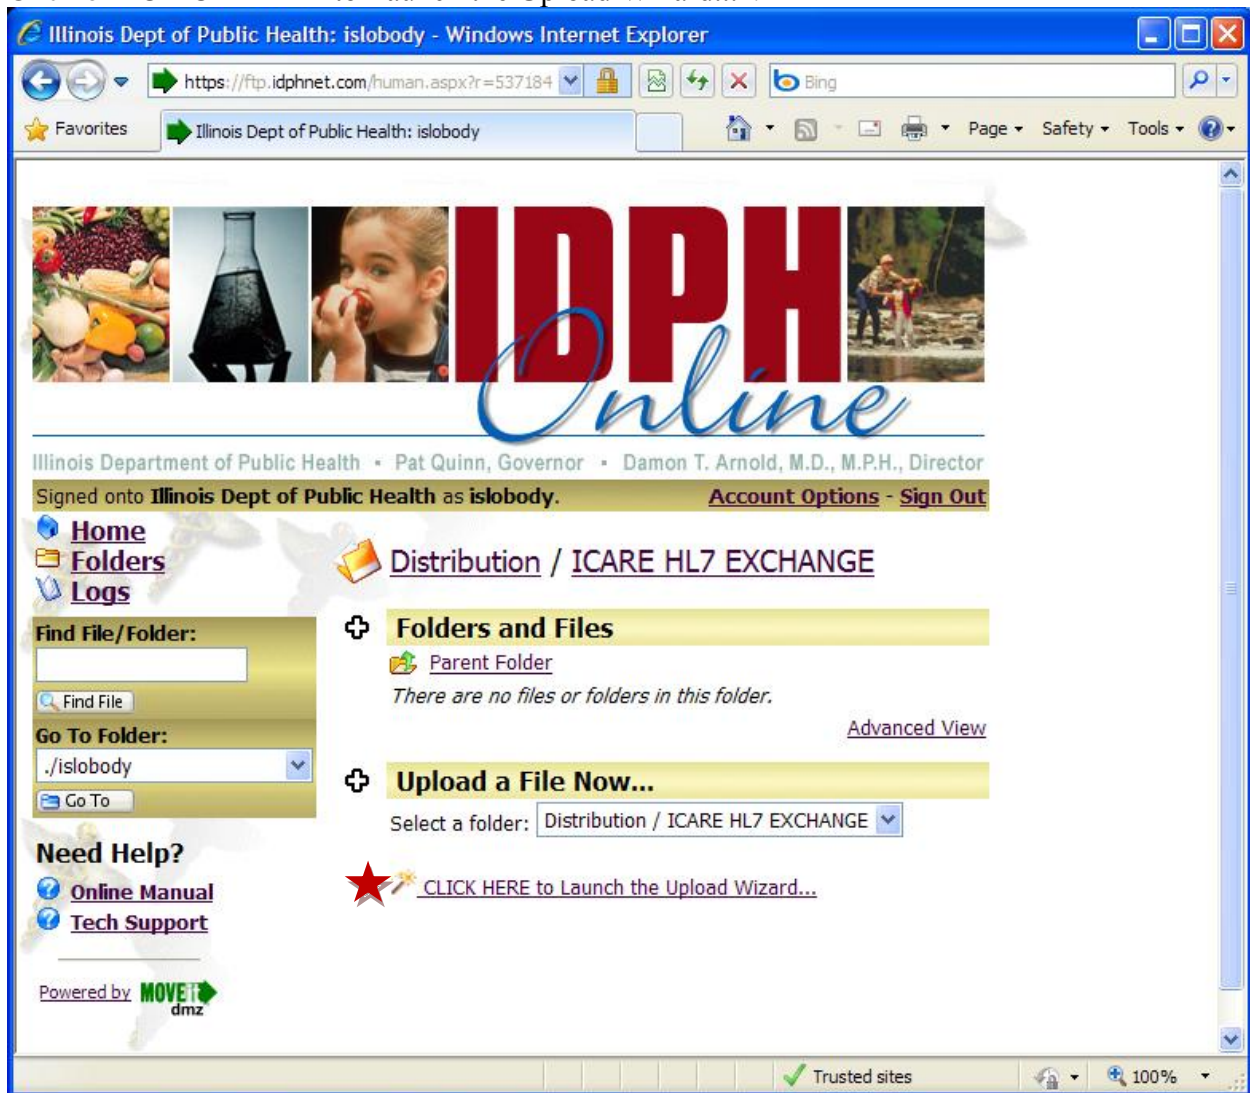 Illinois Dept of Public Health: islobody - Windows Internet Explorer
https://ftp.idphnet.com/human.aspx?r=537184
Bing
Favorites
Illinois Dept of Public Health: islobody
Page
Safety
Tools
IDPH
Online
Illinois Department of Public Health • Pat Quinn, Governor • Damon T. Arnold, M.D., M.P.H., Director
Signed onto Illinois Dept of Public Health as islobody.
Account Options - Sign Out
Home
Folders
Logs
Find File/Folder:
Find File
Go To Folder:
./islobody
Go To
Need Help?
Online Manual
Tech Support
Powered by MOVEit dmz
Distribution / ICARE HL7 EXCHANGE
Folders and Files
Parent Folder
There are no files or folders in this folder.
Advanced View
Upload a File Now...
Select a folder: Distribution / ICARE HL7 EXCHANGE
CLICK HERE to Launch the Upload Wizard...
Trusted sites
100%